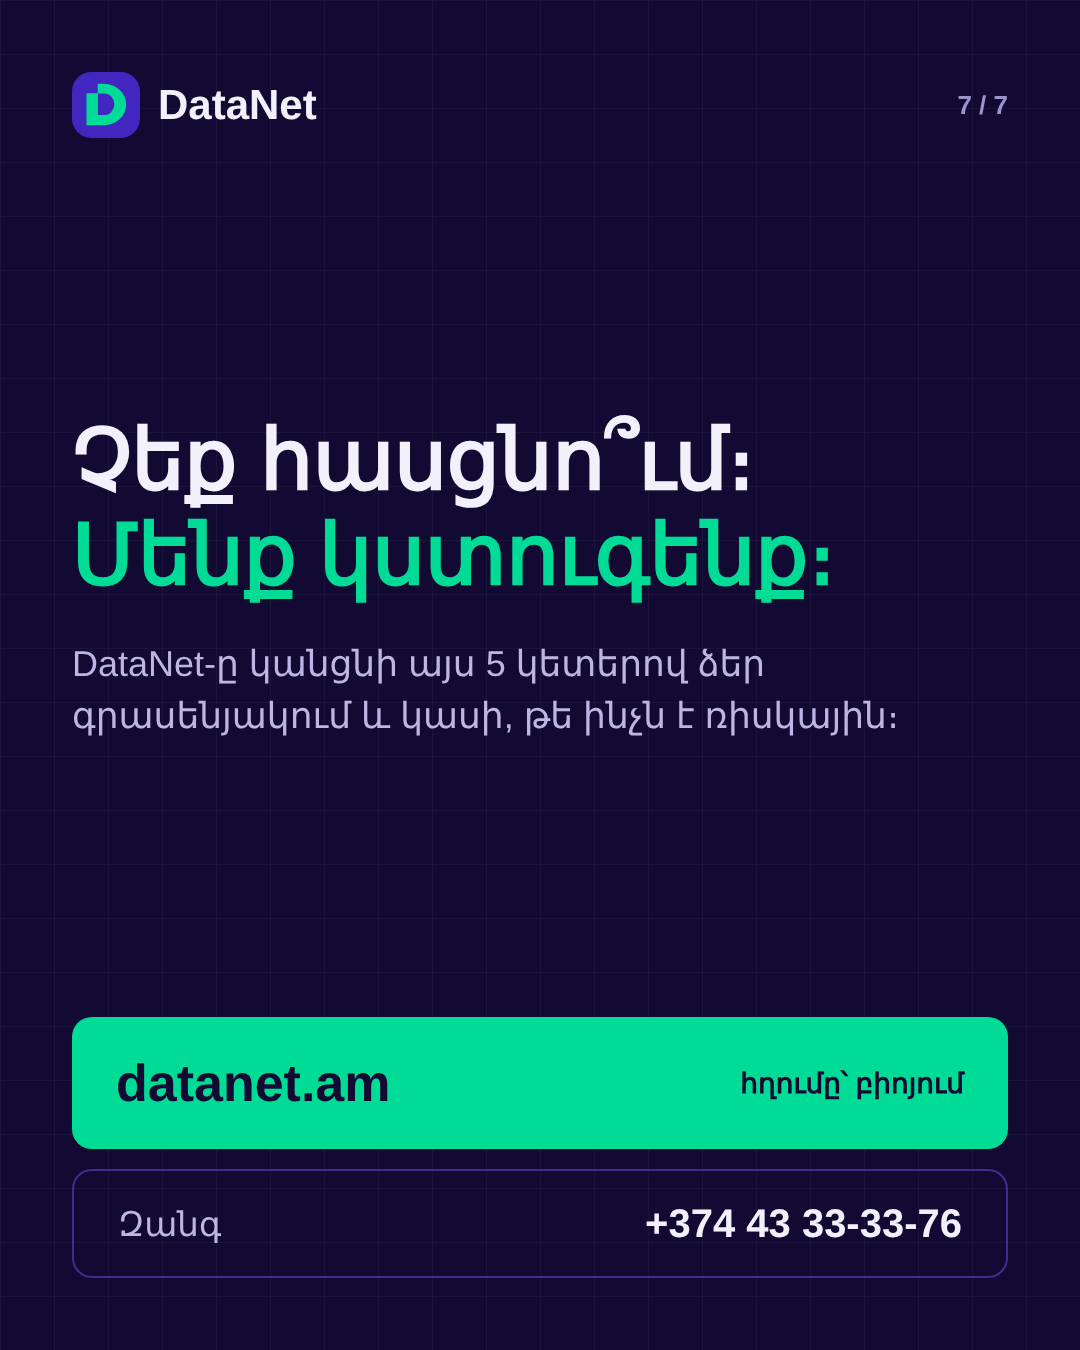 DataNet
7 / 7
Չեք հասցնո՞ւմ։
Մենք կստուգենք։
DataNet-ը կանցնի այս 5 կետերով ձեր
գրասենյակում և կասի, թե ինչն է ռիսկային։
datanet.am
հղումը՝ բիոյում
Զանգ
+374 43 33-33-76